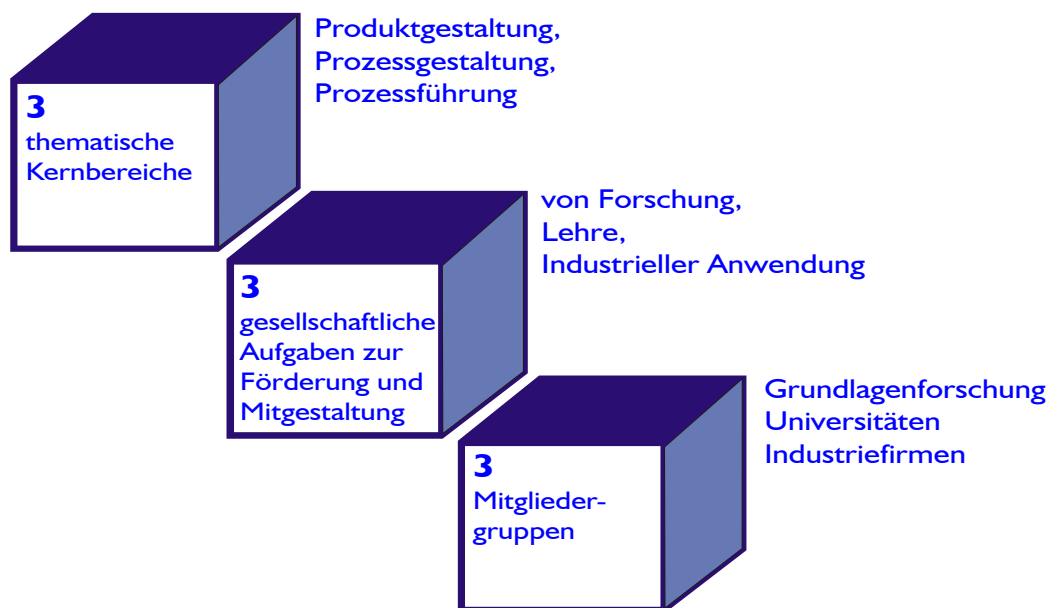 3
thematische
Kernbereiche
Produktgestaltung,
Prozessgestaltung,
Prozessführung
3
gesellschaftliche
Aufgaben zur
Förderung und
Mitgestaltung
von Forschung,
Lehre,
Industrieller Anwendung
3
Mitglieder-
gruppen
Grundlagenforschung
Universitäten
Industriefirmen